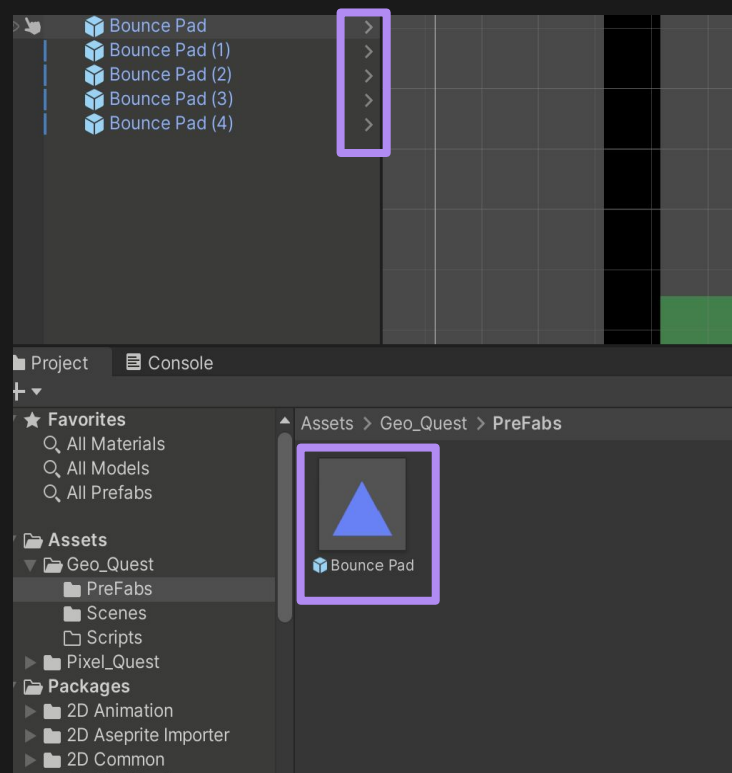 Bounce Pad
Bounce Pad (1)
Bounce Pad (2)
Bounce Pad (3)
Bounce Pad (4)
Project
Console
Favorites
All Materials
All Models
All Prefabs
Assets
Geo_Quest
PreFabs
Scenes
Scripts
Pixel_Quest
Packages
2D Animation
2D Aseprite Importer
2D Common
Assets > Geo_Quest > PreFabs
Bounce Pad